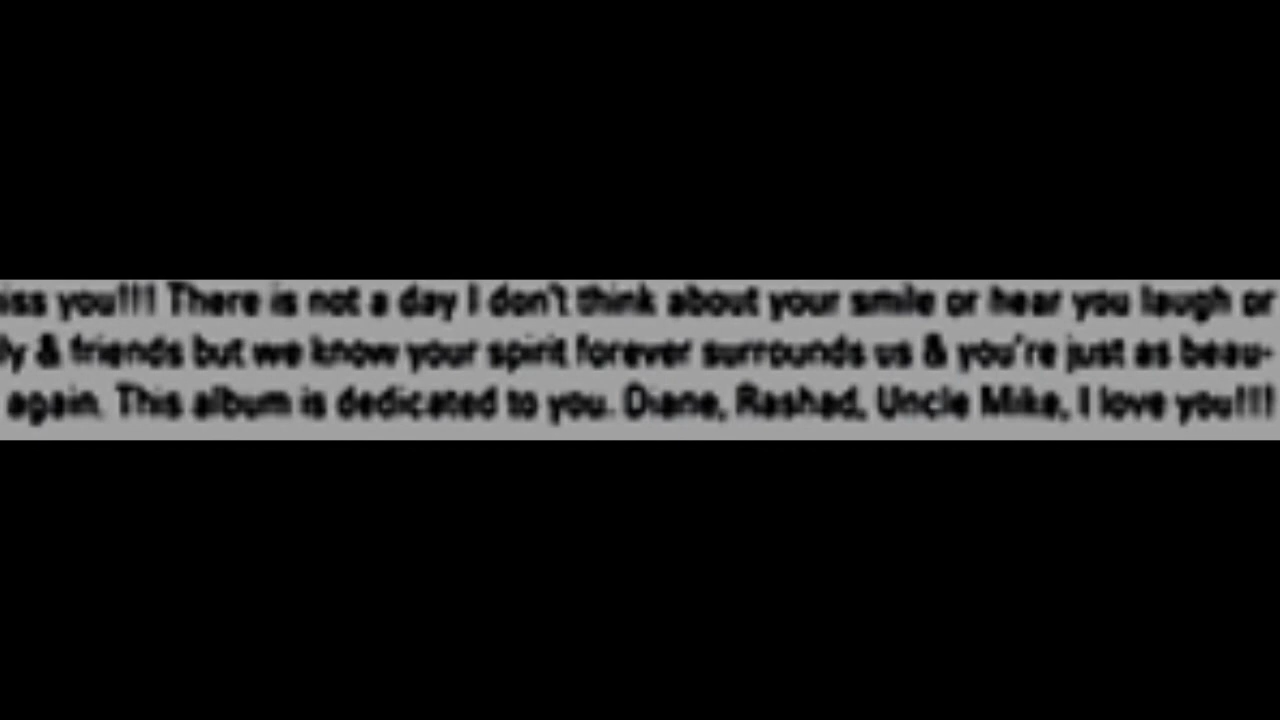 iss you!!! There is not a day I don't think about your smile or hear you laugh or
ly & friends but we know your spirit forever surrounds us & you're just as beau-
again. This album is dedicated to you. Diane, Rashad, Uncle Mike, I love you!!!